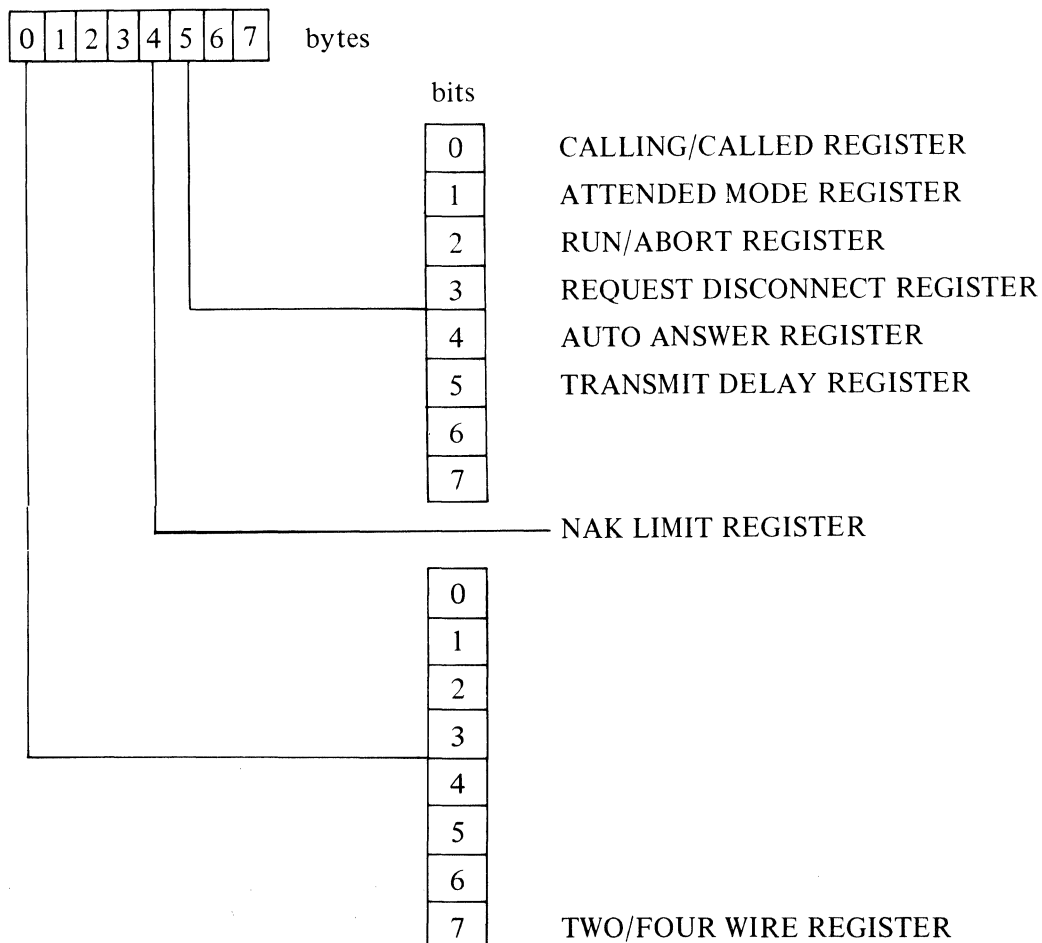 0 1 2 3 4 5 6 7 bytes
bits
0 CALLING/CALLED REGISTER
1 ATTENDED MODE REGISTER
2 RUN/ABORT REGISTER
3 REQUEST DISCONNECT REGISTER
4 AUTO ANSWER REGISTER
5 TRANSMIT DELAY REGISTER
6
7
NAK LIMIT REGISTER
0
1
2
3
4
5
6
7 TWO/FOUR WIRE REGISTER